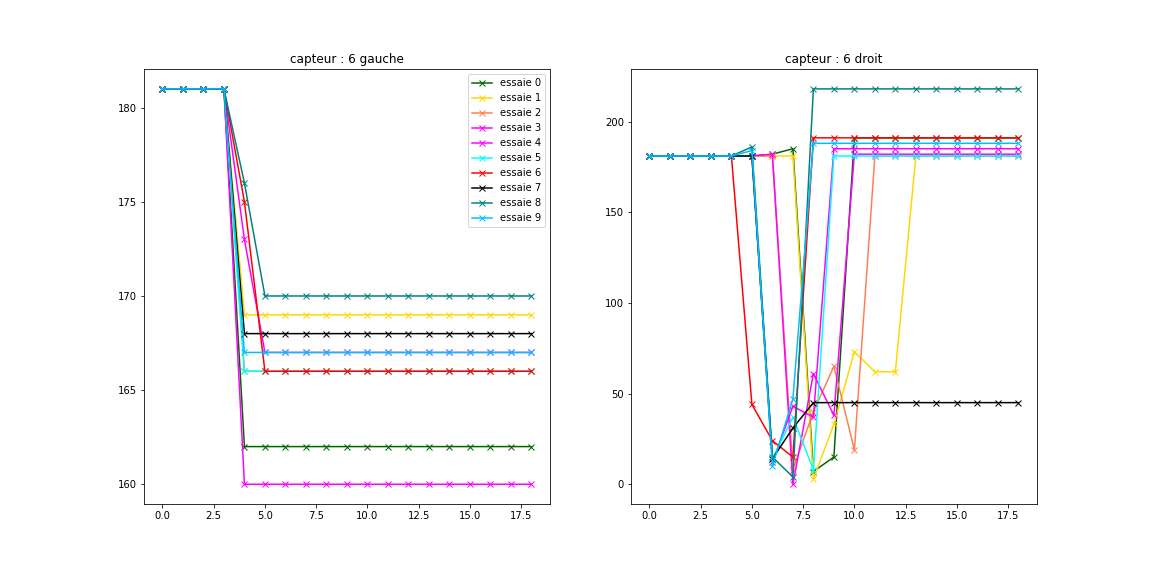 capteur : 6 gauche
180
175
170
165
160
0.0 2.5 5.0 7.5 10.0 12.5 15.0 17.5
essaie 0
essaie 1
essaie 2
essaie 3
essaie 4
essaie 5
essaie 6
essaie 7
essaie 8
essaie 9
capteur : 6 droit
200
150
100
50
0
0.0 2.5 5.0 7.5 10.0 12.5 15.0 17.5